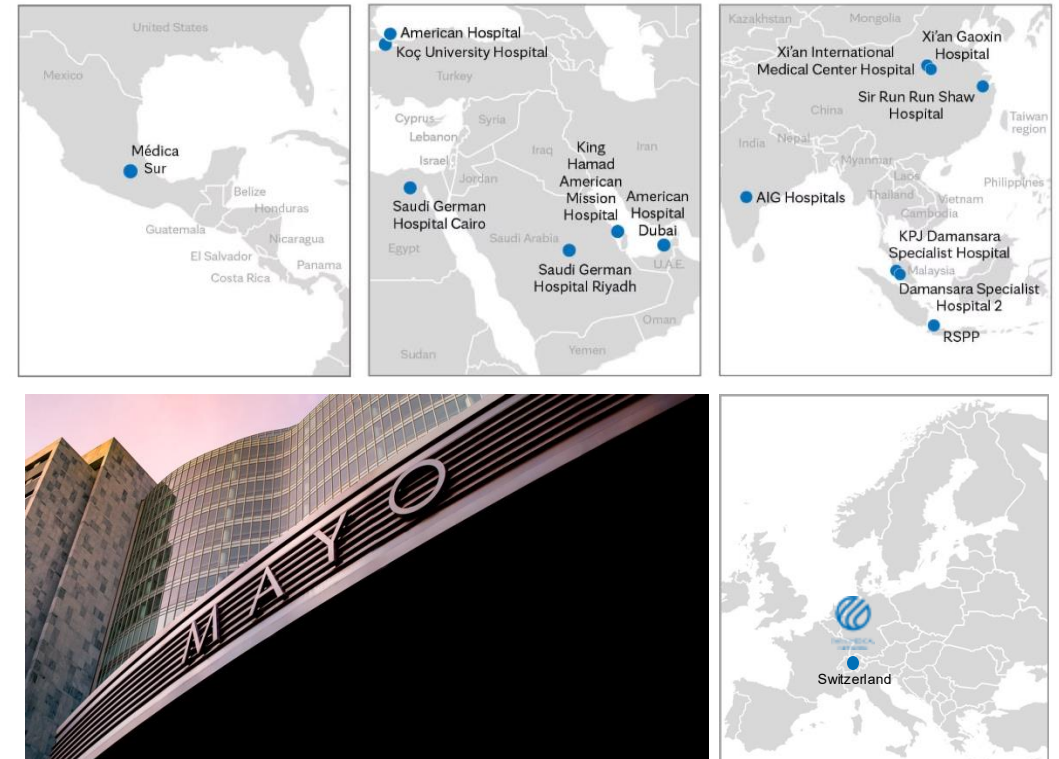 United States
Mexico
Médica
Sur
Belize
Honduras
Guatemala
El Salvador
Nicaragua
Costa Rica
Panama
American Hospital
Koç University Hospital
Turkey
Cyprus
Syria
Lebanon
Israel
Iraq
Iran
Jordan
King
Hamad
American
Mission
Hospital
American
Hospital
Dubai
Saudi German
Hospital Cairo
Egypt
Saudi Arabia
Saudi German
Hospital Riyadh
U.A.E.
Oman
Sudan
Yemen
Kazakhstan
Mongolia
Xi'an Gaoxin
Hospital
Xi'an International
Medical Center Hospital
Sir Run Run Shaw
Hospital
China
Taiwan
region
India
Nepal
Myanmar
Laos
Thailand
Vietnam
Cambodia
Philippines
AIG Hospitals
KPJ Damansara
Specialist Hospital
Malaysia
Damansara Specialist
Hospital 2
RSPP
MAYO
Switzerland